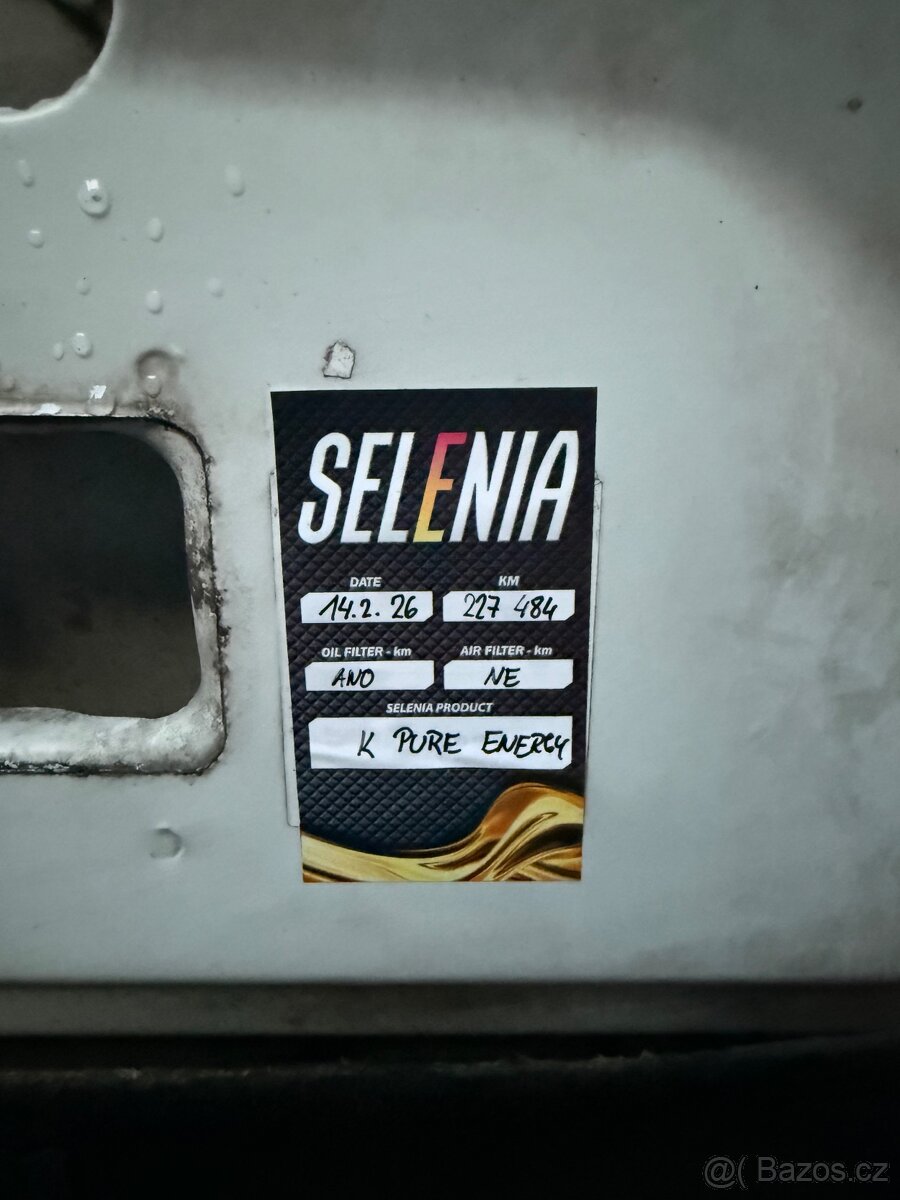 SELENIA
DATE KM
14.2.26 227 484
OIL FILTER - km AIR FILTER - km
ANO NE
SELENIA PRODUCT
K PURE ENERGY
@( Bazos.cz